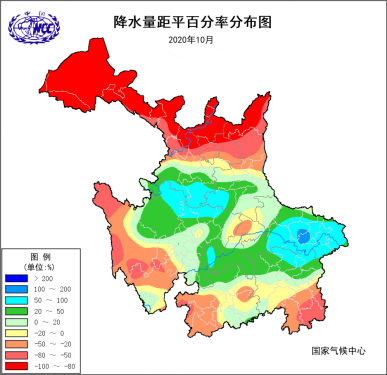 降水量距平百分率分布图
2020年10月
NCC
图 例
(单位:%)
> 200
100 ～ 200
50 ～ 100
20 ～ 50
0 ～ 20
-20 ～ 0
-50 ～ -20
-80 ～ -50
-100 ～ -80
国家气候中心